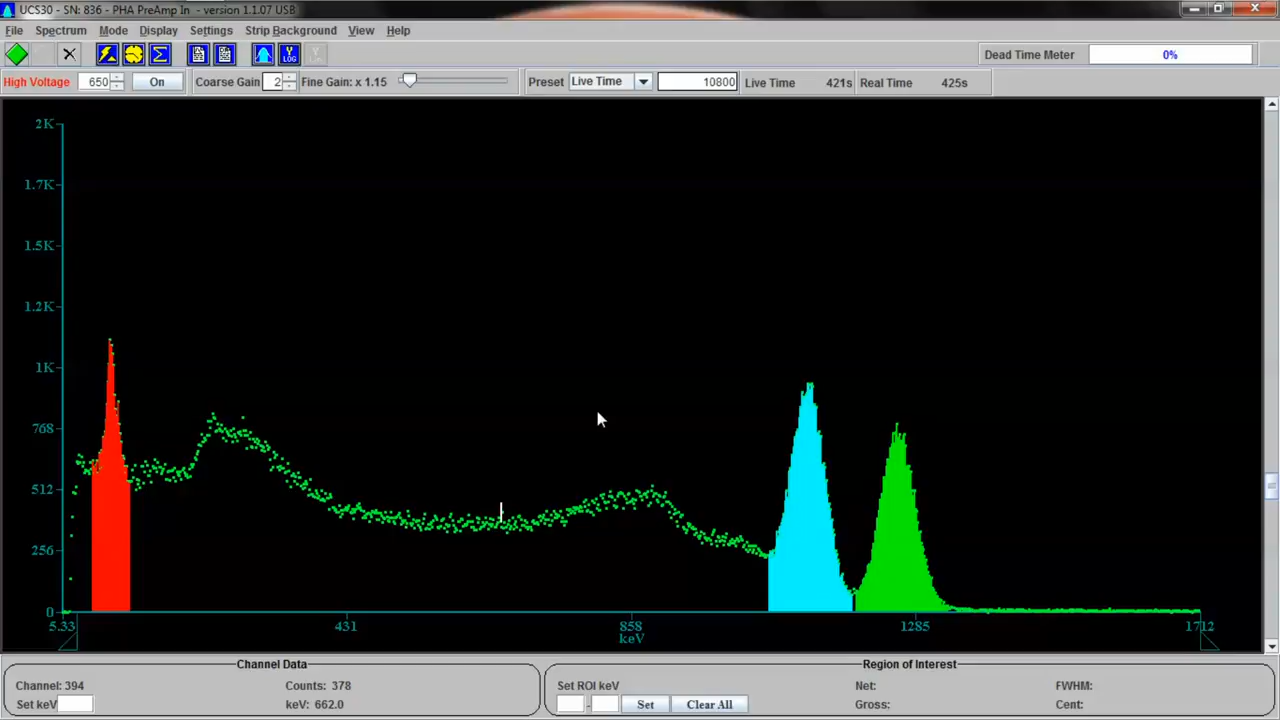 UCS30 - SN: 836 - PHA PreAmp In - version 1.1.07 USB
File Spectrum Mode Display Settings Strip Background View Help
Y LOG Y LOG Dead Time Meter 0%
High Voltage 650 On Coarse Gain 2 Fine Gain: x 1.15 Preset Live Time 10800 Live Time 421s Real Time 425s
2K
1.7K
1.5K
1.2K
1K
768
512
256
0
5.33 431 858 1285 1712
keV
Channel Data
Channel: 394 Counts: 378
Set keV keV: 662.0
Region of Interest
Set ROI keV Net: FWHM:
- Set Clear All Gross: Cent: